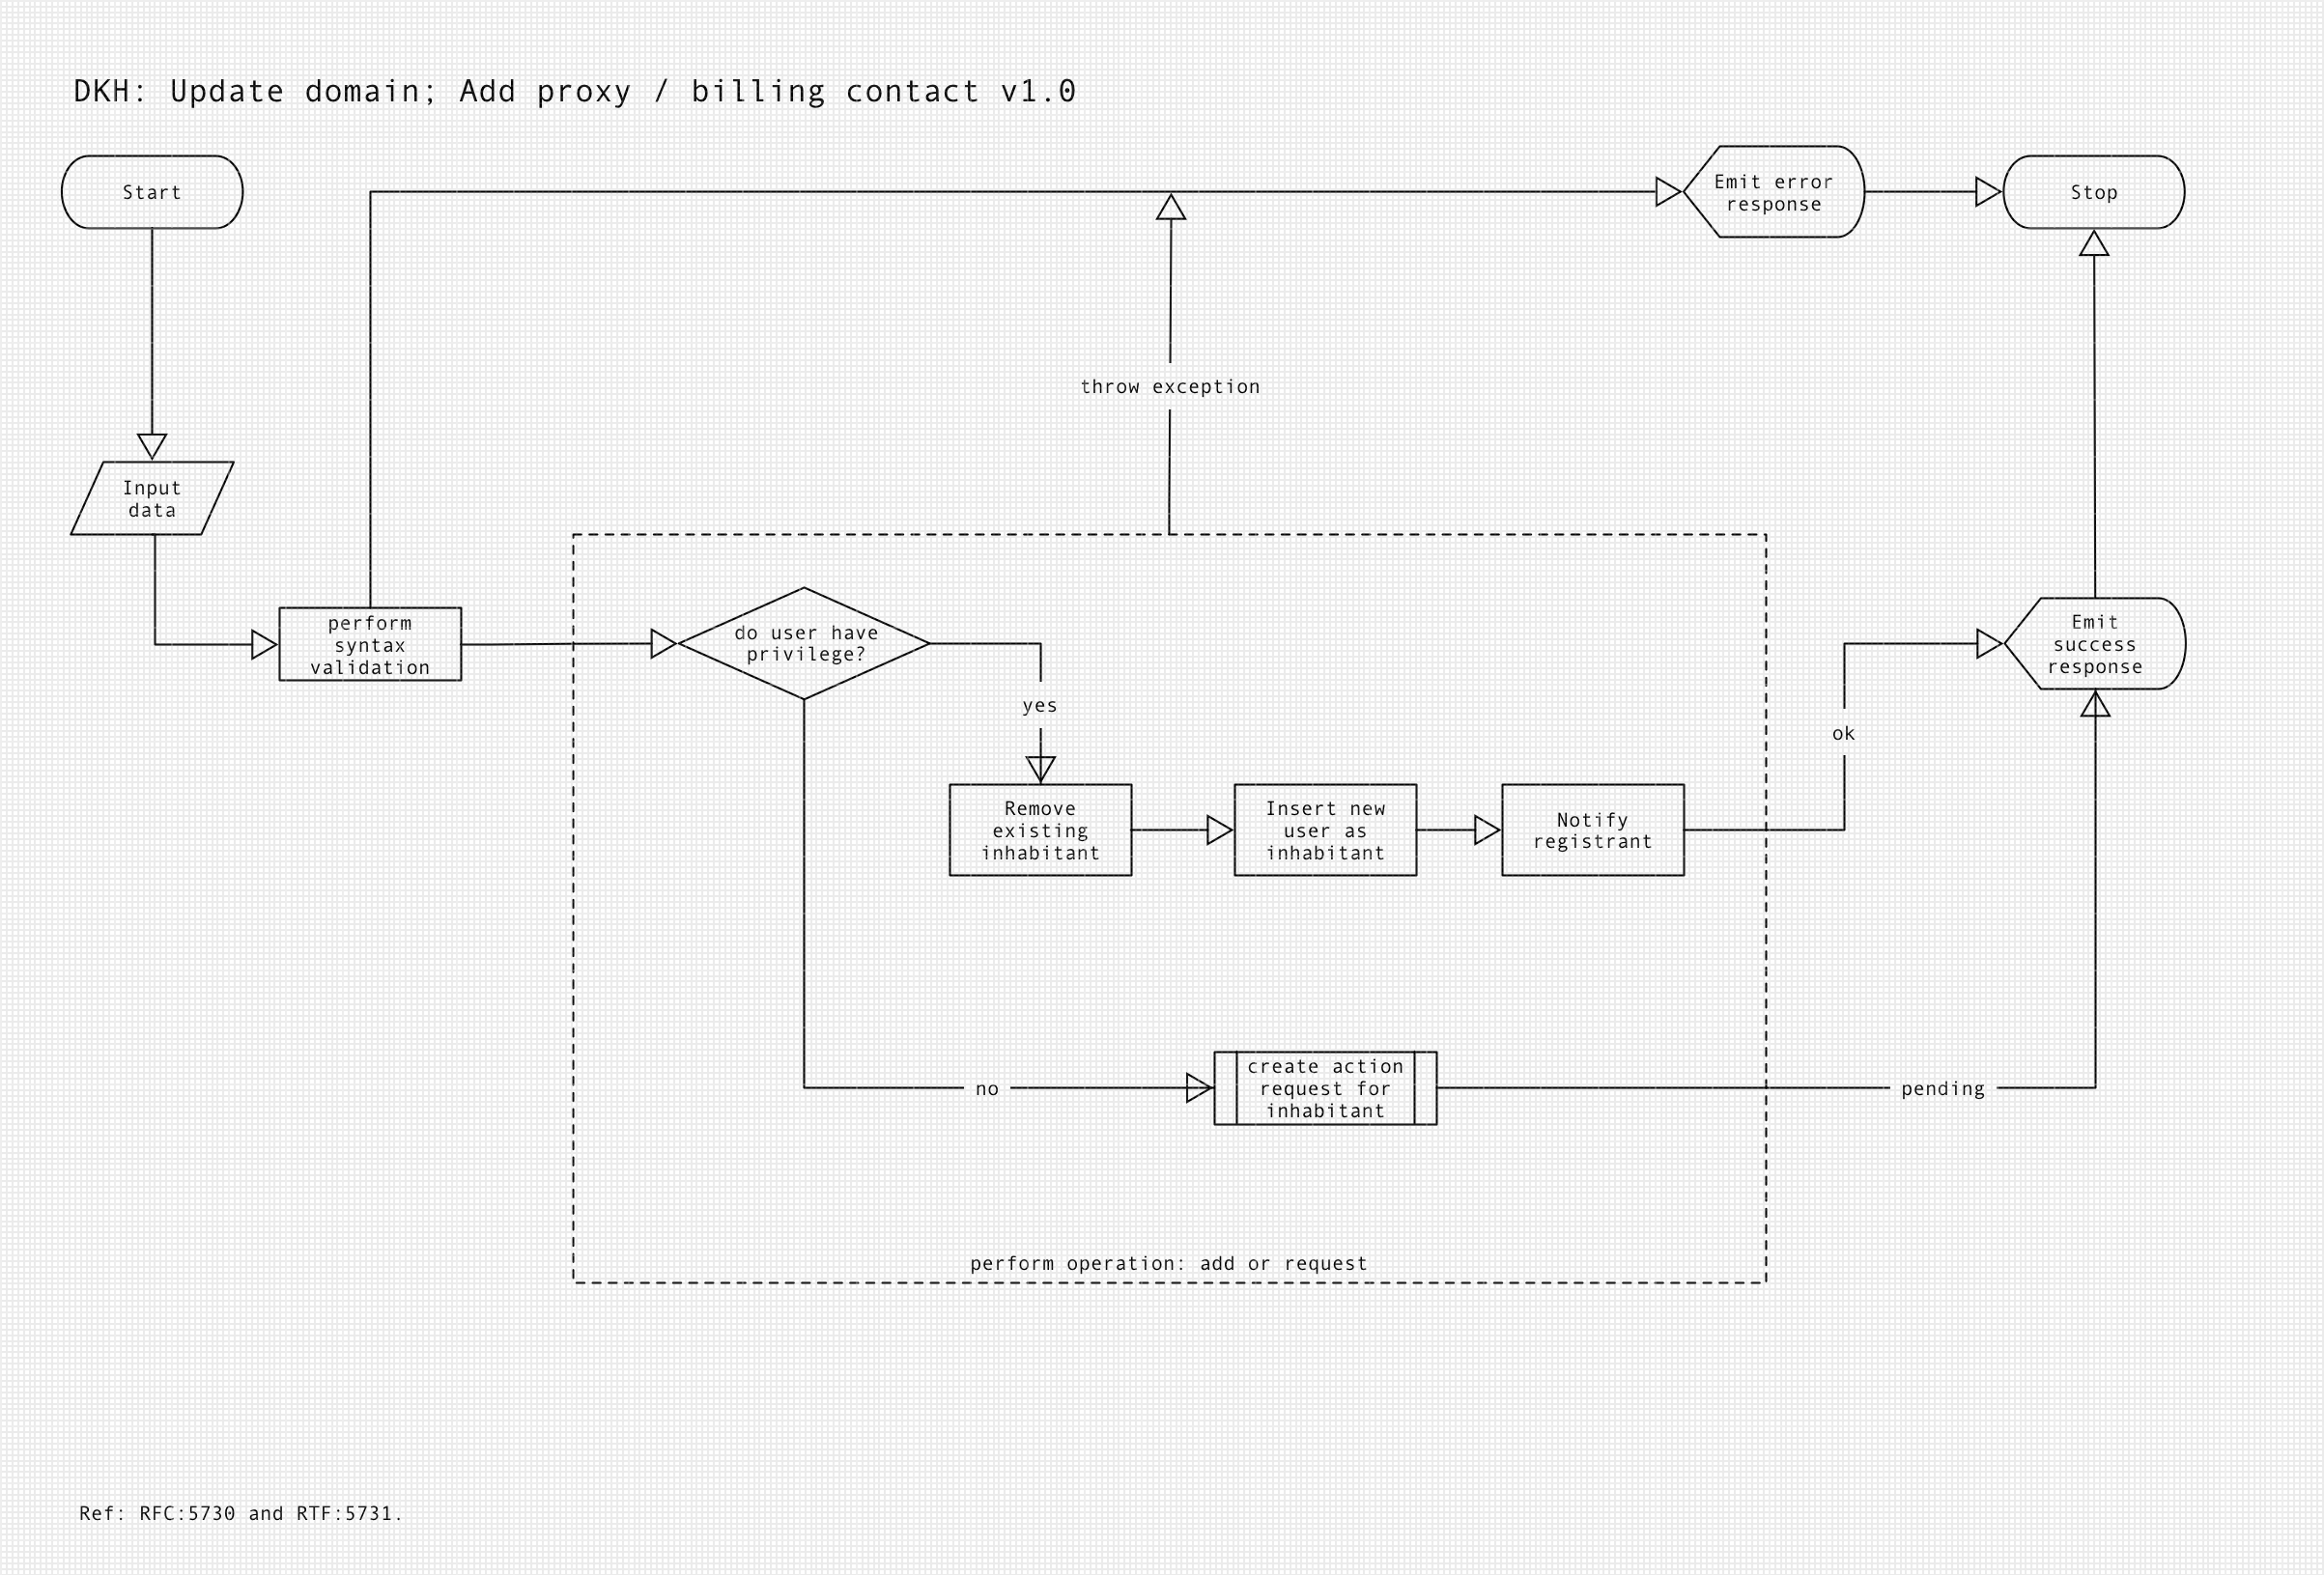 DKH: Update domain; Add proxy / billing contact v1.0
Start
Emit error
response
Stop
throw exception
Input
data
perform
syntax
validation
do user have
privilege?
Emit
success
response
yes
ok
Remove
existing
inhabitant
Insert new
user as
inhabitant
Notify
registrant
no
create action
request for
inhabitant
pending
perform operation: add or request
Ref: RFC:5730 and RTF:5731.